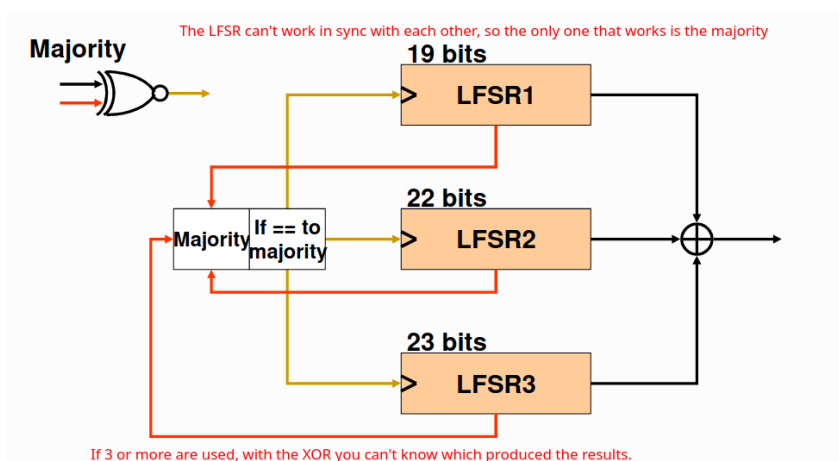 The LFSR can't work in sync with each other, so the only one that works is the majority
Majority
19 bits
LFSR1
22 bits
Majority
If == to
majority
LFSR2
23 bits
LFSR3
If 3 or more are used, with the XOR you can't know which produced the results.